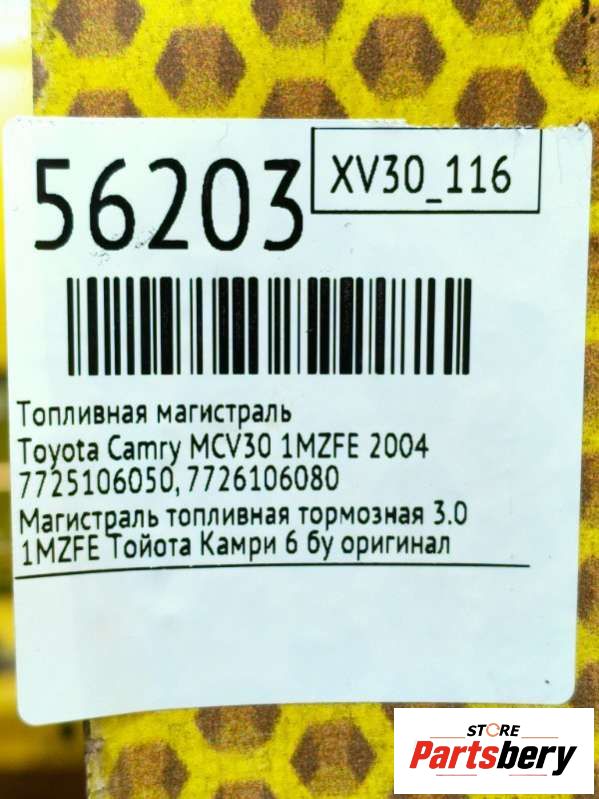 56203
XV30_116
Топливная магистраль
Toyota Camry MCV30 1MZFE 2004
7725106050, 7726106080
Магистраль топливная тормозная 3.0
1MZFE Тойота Камри 6 бу оригинал
STORE
Partsbery